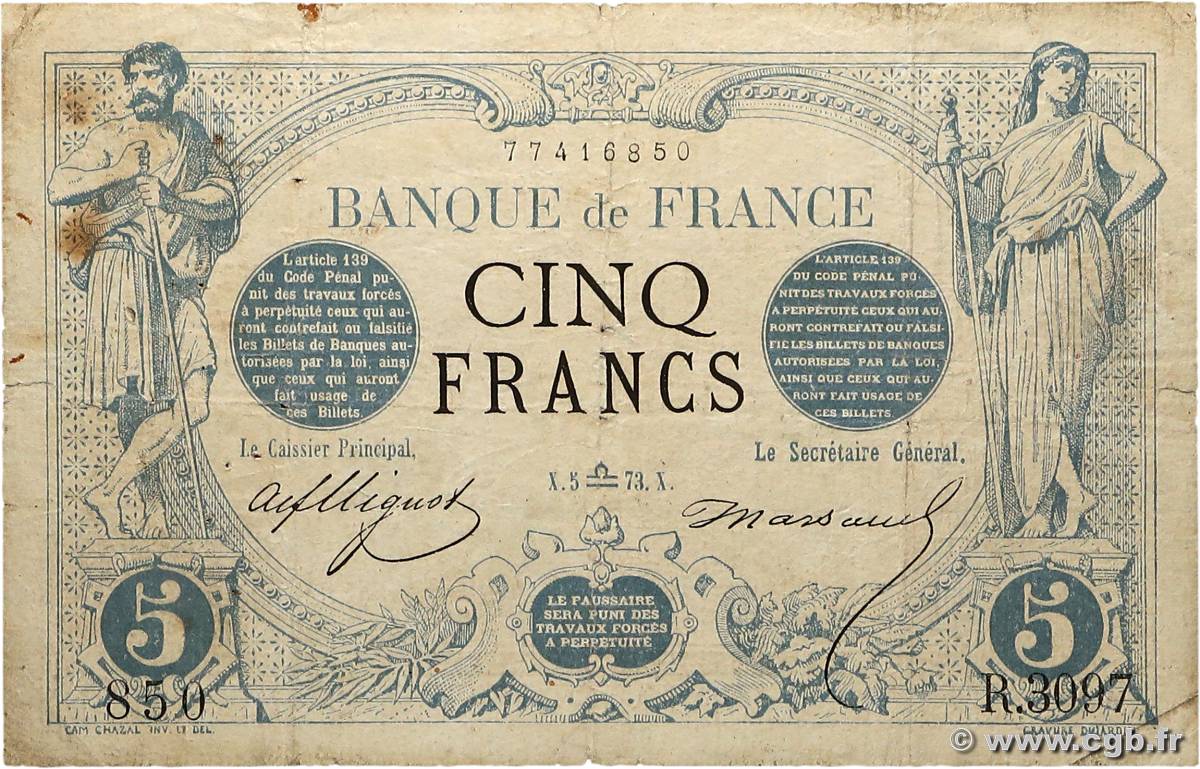 77416850
BANQUE de FRANCE
CINQ
FRANCS
L'article 139
du Code Pénal pu-
nit des travaux forcés
à perpétuité ceux qui au-
ront contrefait ou falsifié
les Billets de Banques au-
torisées par la loi, ainsi
que ceux qui auront
fait usage de
ces Billets.
L'ARTICLE 139
DU CODE PÉNAL PU-
NIT DES TRAVAUX FORCÉS
A PERPÉTUITÉ CEUX QUI AU-
RONT CONTREFAIT OU FALSI-
FIÉ LES BILLETS DE BANQUES
AUTORISÉES PAR LA LOI,
AINSI QUE CEUX QUI AU-
RONT FAIT USAGE DE
CES BILLETS.
Le Caissier Principal,
Le Secrétaire Général.
X. 5 ♎ 73. X.
Mignot
Marsaud
LE FAUSSAIRE
SERA PUNI DES
TRAVAUX FORCÉS
A PERPÉTUITÉ
5
5
850
R.3097
CAM CHAZAL INV. ET DEL.
GRAVURE DUJARDIN
© www.cgb.fr